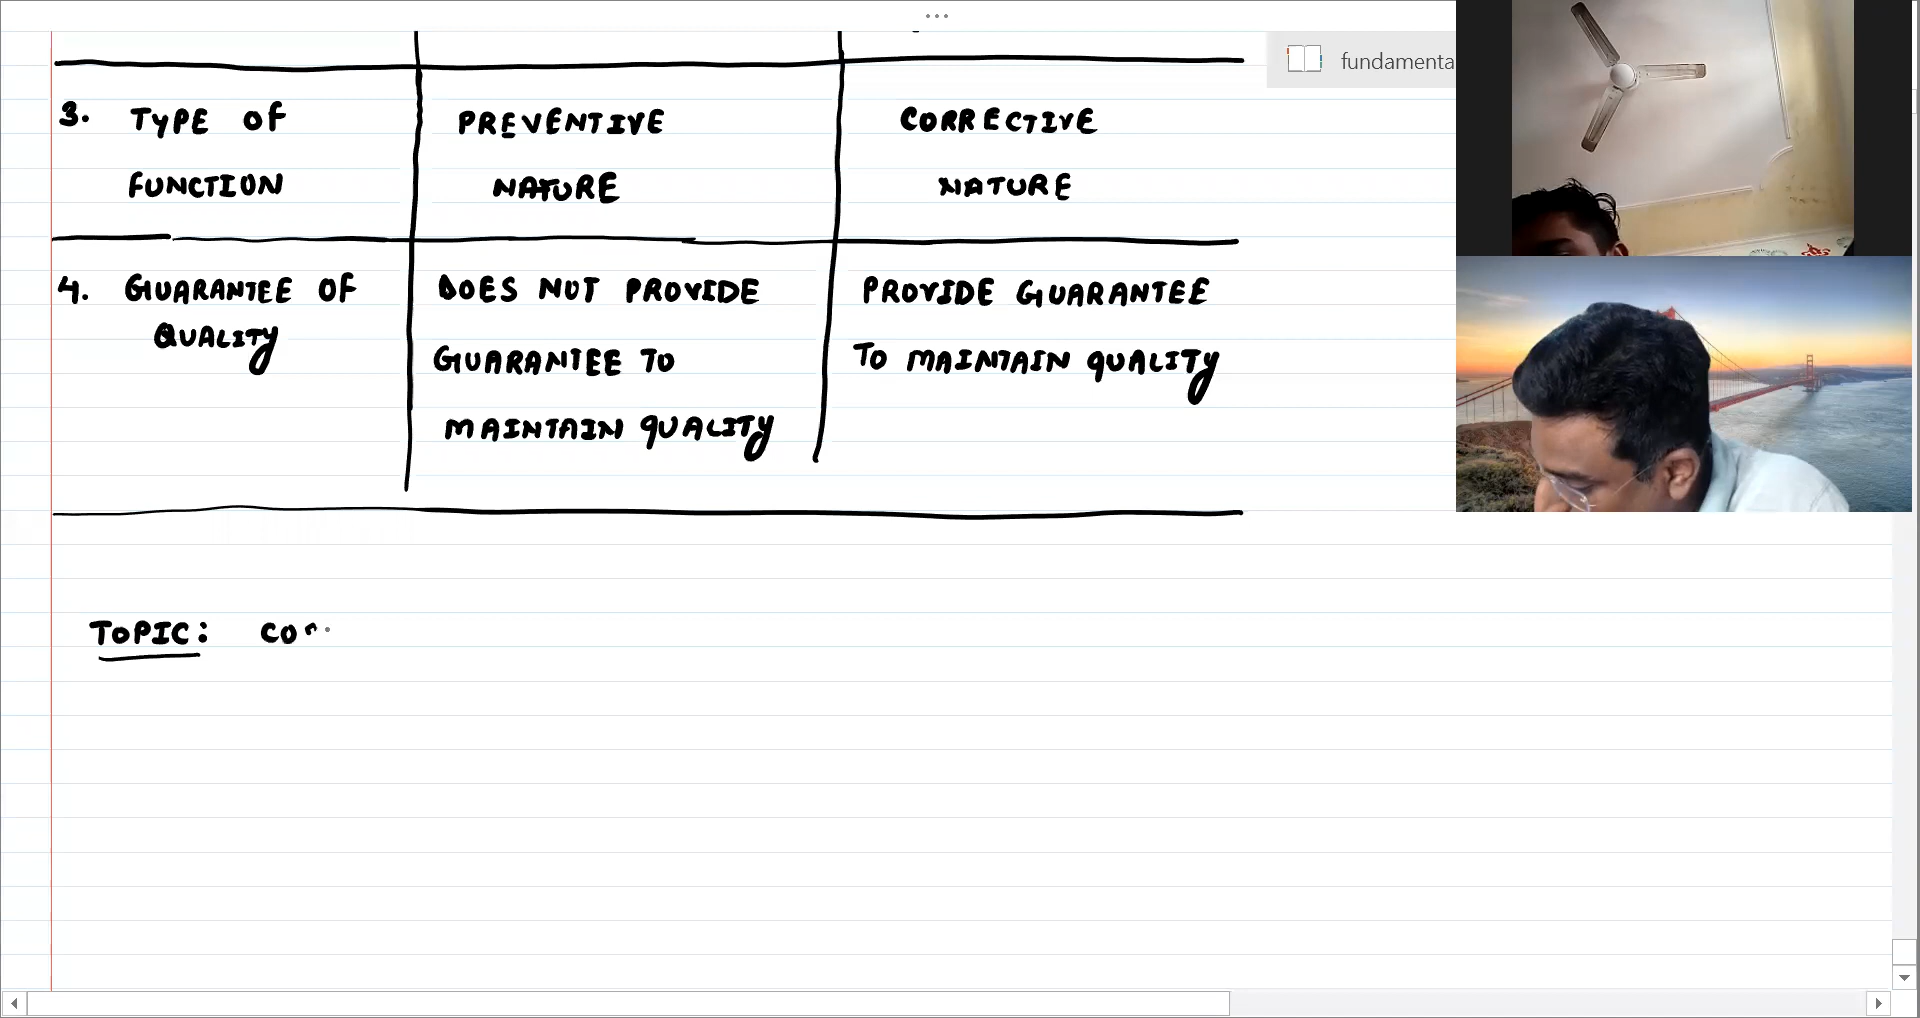 fundamenta
3. TYPE OF PREVENTIVE CORRECTIVE
FUNCTION NATURE NATURE
4. GUARANTEE OF DOES NOT PROVIDE PROVIDE GUARANTEE
QUALITY
GUARANTEE TO TO MAINTAIN QUALITY
MAINTAIN QUALITY
TOPIC: CO